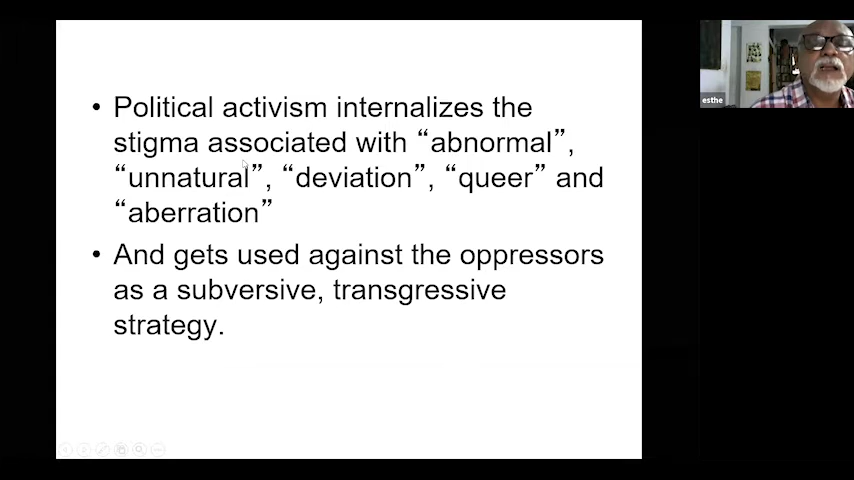 • Political activism internalizes the
stigma associated with “abnormal”,
“unnatural”, “deviation”, “queer” and
“aberration”
• And gets used against the oppressors
as a subversive, transgressive
strategy.
esthe